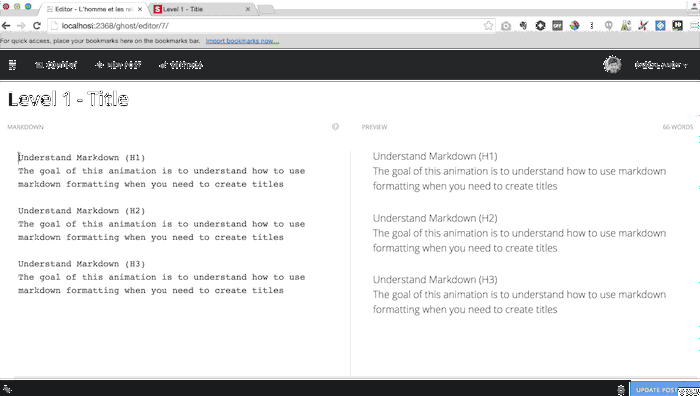 Editor - L'homme et les rel
Level 1 - Title
localhost:2368/ghost/editor/7/
For quick access, place your bookmarks here on the bookmarks bar. Import bookmarks now...
Level 1 - Title
MARKDOWN
PREVIEW
66 WORDS
Understand Markdown (H1)
The goal of this animation is to understand how to use
markdown formatting when you need to create titles
Understand Markdown (H2)
The goal of this animation is to understand how to use
markdown formatting when you need to create titles
Understand Markdown (H3)
The goal of this animation is to understand how to use
markdown formatting when you need to create titles
Understand Markdown (H1)
The goal of this animation is to understand how to use markdown
formatting when you need to create titles
Understand Markdown (H2)
The goal of this animation is to understand how to use markdown
formatting when you need to create titles
Understand Markdown (H3)
The goal of this animation is to understand how to use markdown
formatting when you need to create titles
UPDATE POST